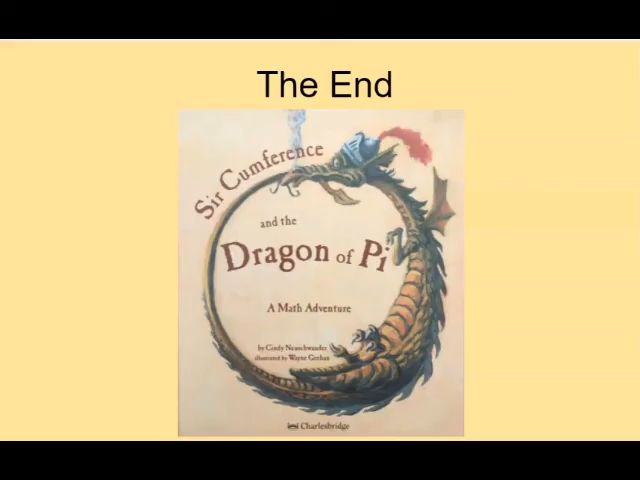 The End
Sir Cumference
and the
Dragon of Pi
A Math Adventure
by Cindy Neuschwander
illustrated by Wayne Geehan
Charlesbridge